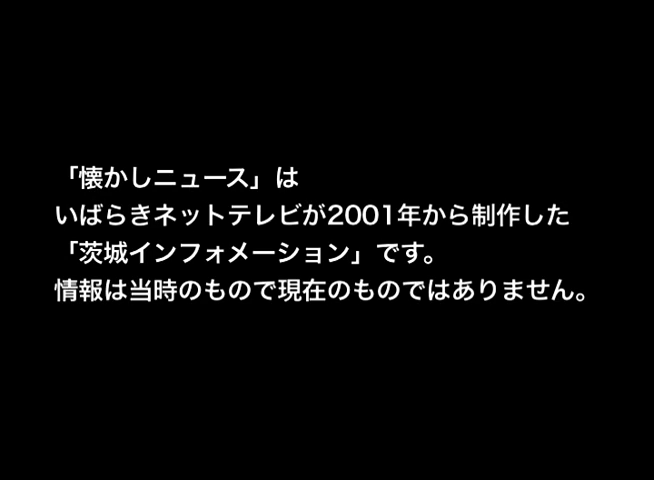 「懐かしニュース」は
いばらきネットテレビが2001年から制作した
「茨城インフォメーション」です。
情報は当時のもので現在のものではありません。